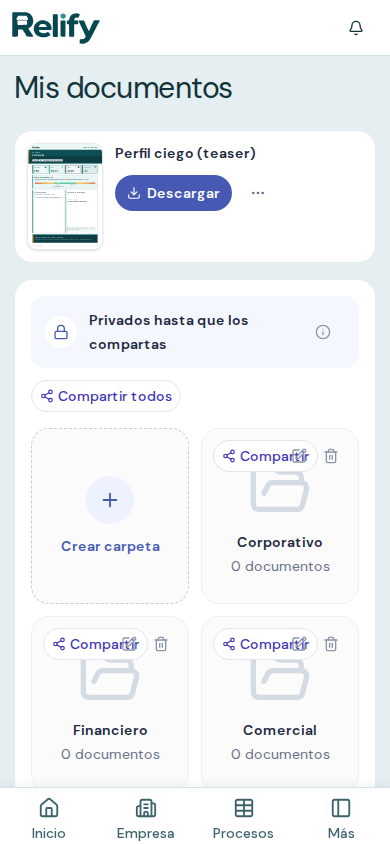 Relify
Mis documentos
Perfil ciego (teaser)
Descargar
Privados hasta que los
compartas
Compartir todos
Crear carpeta
Compartir
Corporativo
0 documentos
Compartir
Financiero
0 documentos
Compartir
Comercial
0 documentos
Inicio
Empresa
Procesos
Más